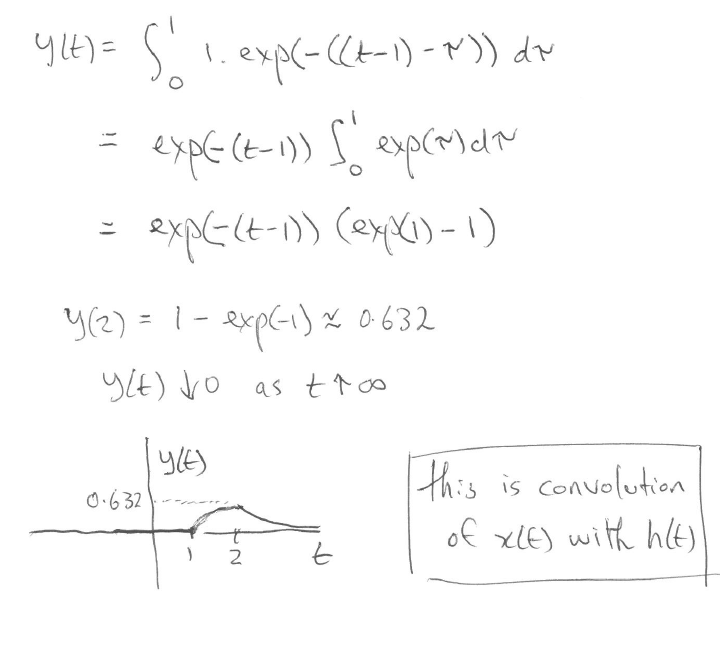 y(t) = ∫₀¹ 1. exp(-((t-1) - τ)) dτ
= exp(-(t-1)) ∫₀¹ exp(τ) dτ
= exp(-(t-1)) (exp(1) - 1)
y(2) = 1 - exp(-1) ≈ 0.632
y(t) ↓ 0 as t ↑ ∞
y(t)
0.632
1 2 t
this is convolution
of x(t) with h(t)